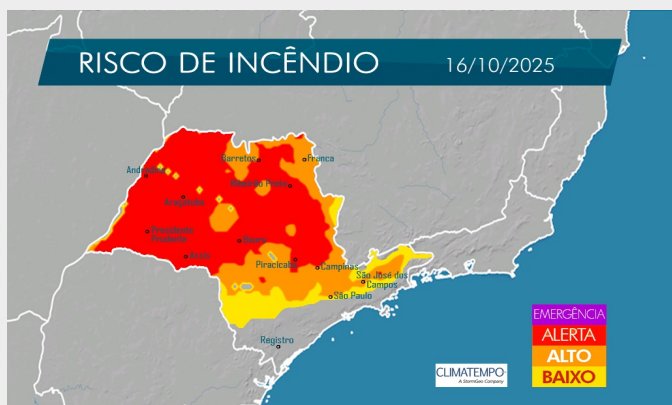 RISCO DE INCÊNDIO
16/10/2025
Barretos
Franca
Andradina
Ribeirão Preto
Araçatuba
Presidente
Prudente
Bauru
Assis
Piracicaba
Campinas
São José dos
Campos
São Paulo
Registro
EMERGÊNCIA
ALERTA
ALTO
BAIXO
CLIMATEMPO
A StormGeo Company